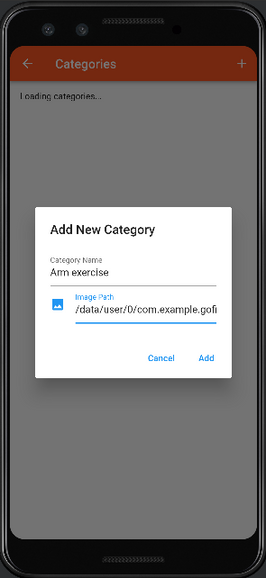 Categories
Loading categories...
Add New Category
Category Name
Arm exercise
Image Path
/data/user/0/com.example.gofi
Cancel
Add